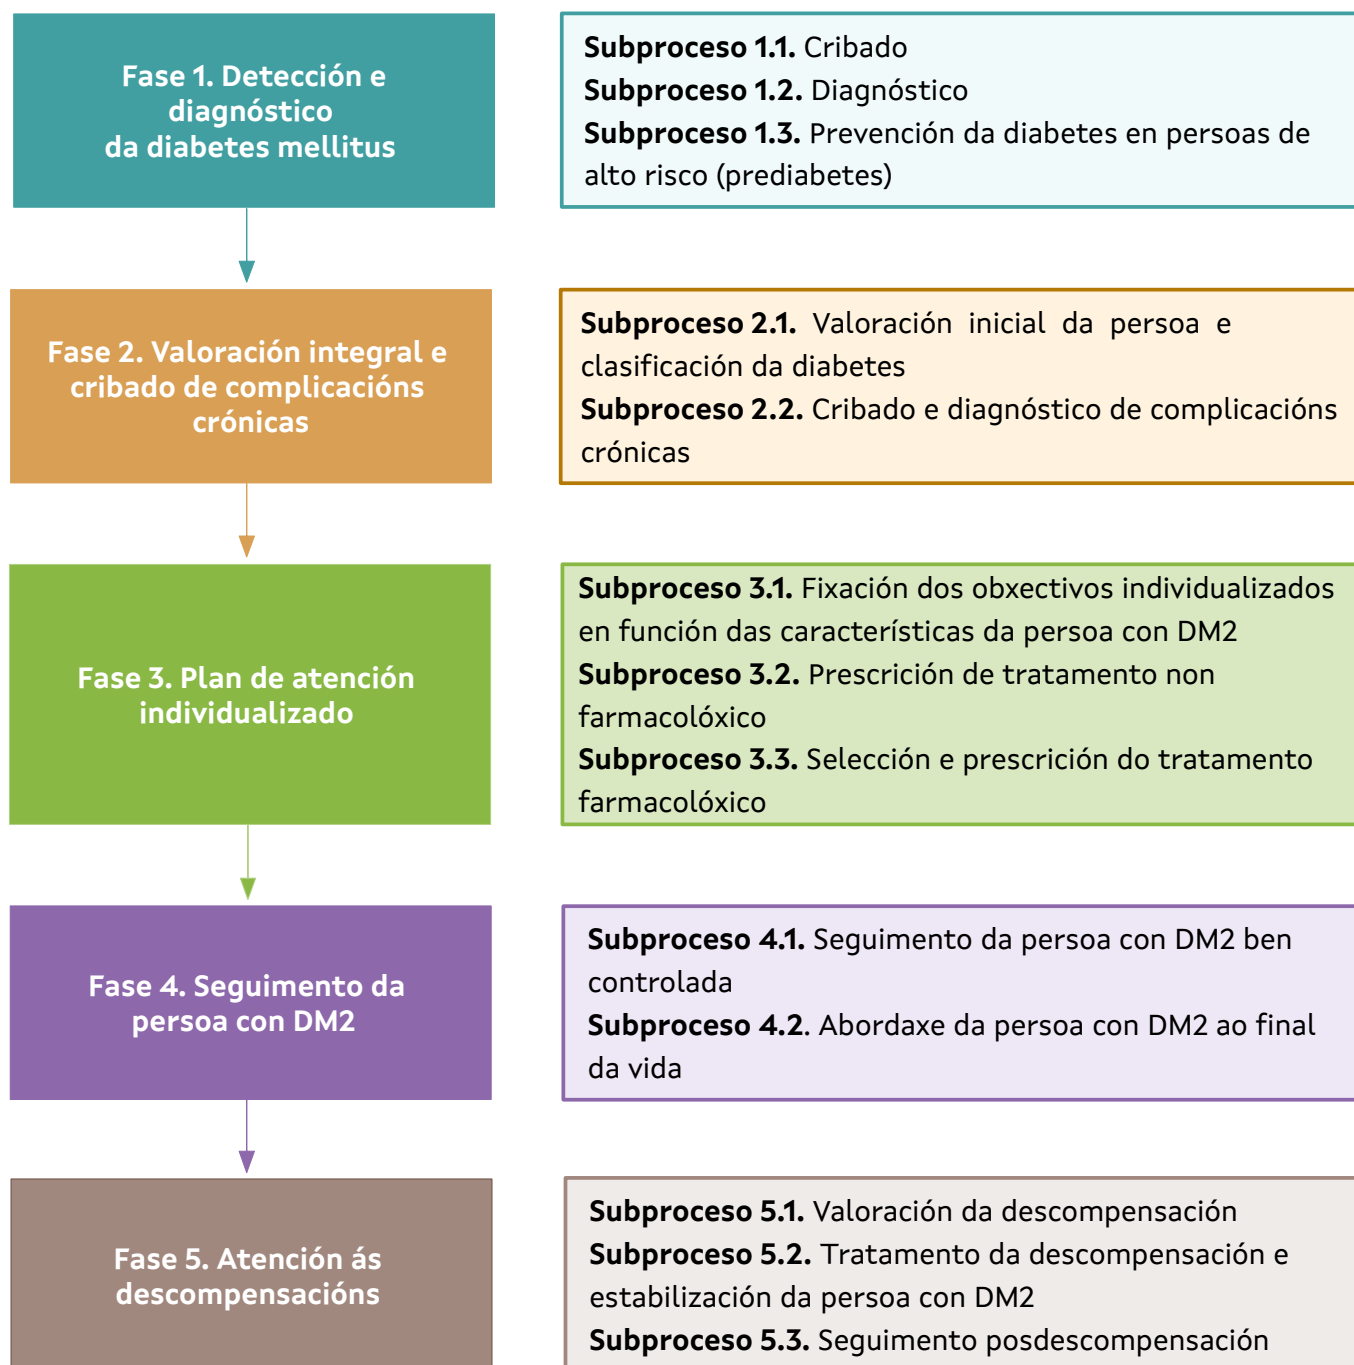 Fase 1. Detección e
diagnóstico
da diabetes mellitus
Subproceso 1.1. Cribado
Subproceso 1.2. Diagnóstico
Subproceso 1.3. Prevención da diabetes en persoas de
alto risco (prediabetes)
Fase 2. Valoración integral e
cribado de complicacións
crónicas
Subproceso 2.1. Valoración inicial da persoa e
clasificación da diabetes
Subproceso 2.2. Cribado e diagnóstico de complicacións
crónicas
Fase 3. Plan de atención
individualizado
Subproceso 3.1. Fixación dos obxectivos individualizados
en función das características da persoa con DM2
Subproceso 3.2. Prescrición de tratamento non
farmacolóxico
Subproceso 3.3. Selección e prescrición do tratamento
farmacolóxico
Fase 4. Seguimento da
persoa con DM2
Subproceso 4.1. Seguimento da persoa con DM2 ben
controlada
Subproceso 4.2. Abordaxe da persoa con DM2 ao final
da vida
Fase 5. Atención ás
descompensacións
Subproceso 5.1. Valoración da descompensación
Subproceso 5.2. Tratamento da descompensación e
estabilización da persoa con DM2
Subproceso 5.3. Seguimento posdescompensación